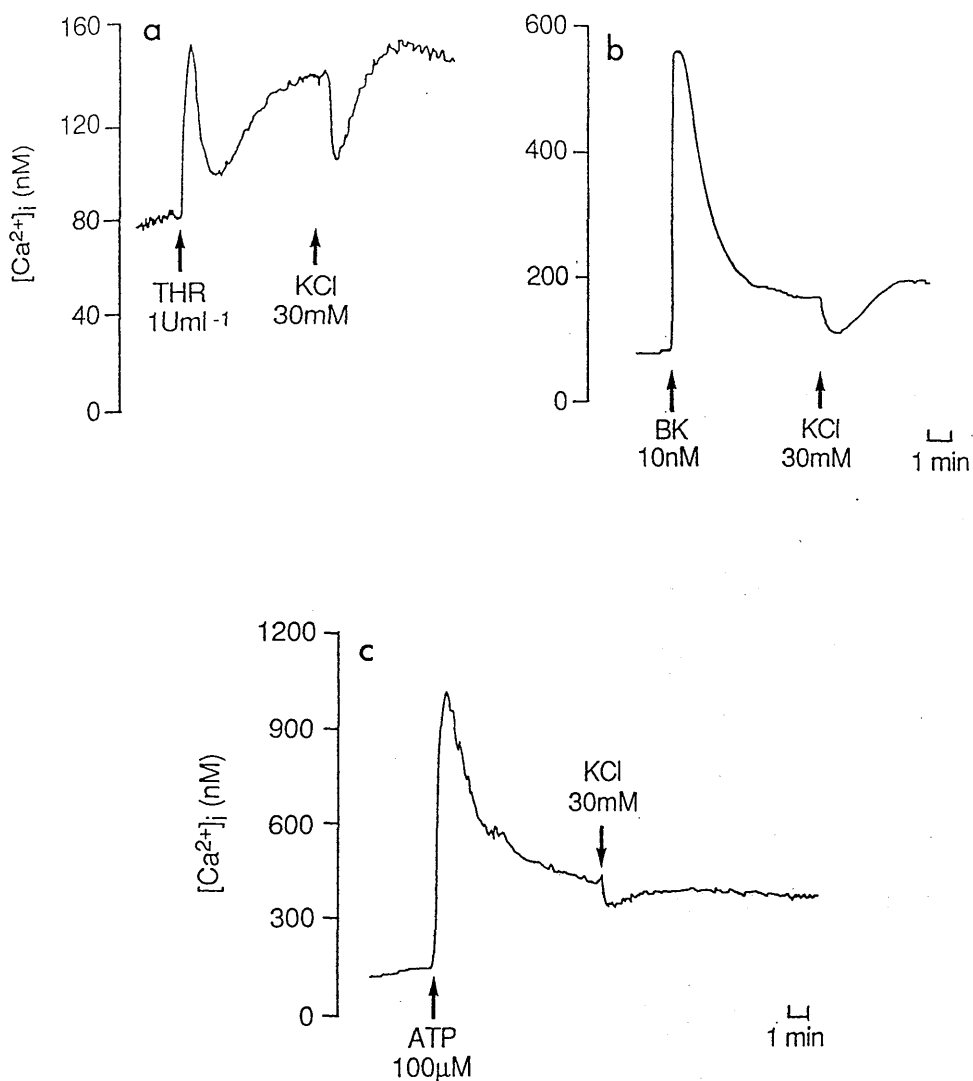 160
a
120
80
40
0
[Ca²⁺]ᵢ (nM)
THR
1Uml⁻¹
KCl
30mM
600
b
400
200
0
BK
10nM
KCl
30mM
1 min
1200
c
900
600
300
0
[Ca²⁺]ᵢ (nM)
KCl
30mM
ATP
100μM
1 min